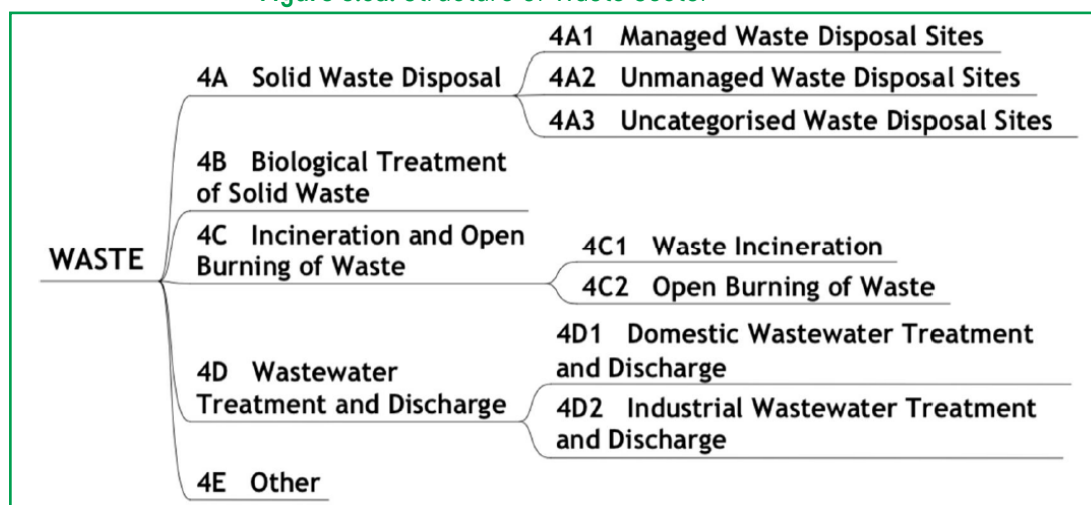 4A1 Managed Waste Disposal Sites
4A Solid Waste Disposal
4A2 Unmanaged Waste Disposal Sites
4A3 Uncategorised Waste Disposal Sites
4B Biological Treatment
of Solid Waste
4C Incineration and Open
Burning of Waste
WASTE
4C1 Waste Incineration
4C2 Open Burning of Waste
4D1 Domestic Wastewater Treatment
and Discharge
4D Wastewater
Treatment and Discharge
4D2 Industrial Wastewater Treatment
and Discharge
4E Other